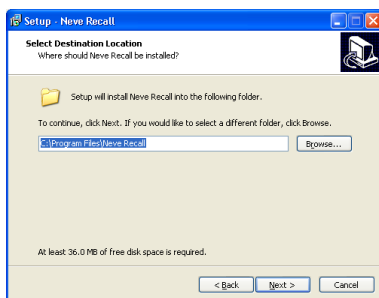 Setup - Neve Recall
Select Destination Location
Where should Neve Recall be installed?
Setup will install Neve Recall into the following folder.
To continue, click Next. If you would like to select a different folder, click Browse.
C:\Program Files\Neve Recall
Browse...
At least 36.0 MB of free disk space is required.
< Back
Next >
Cancel